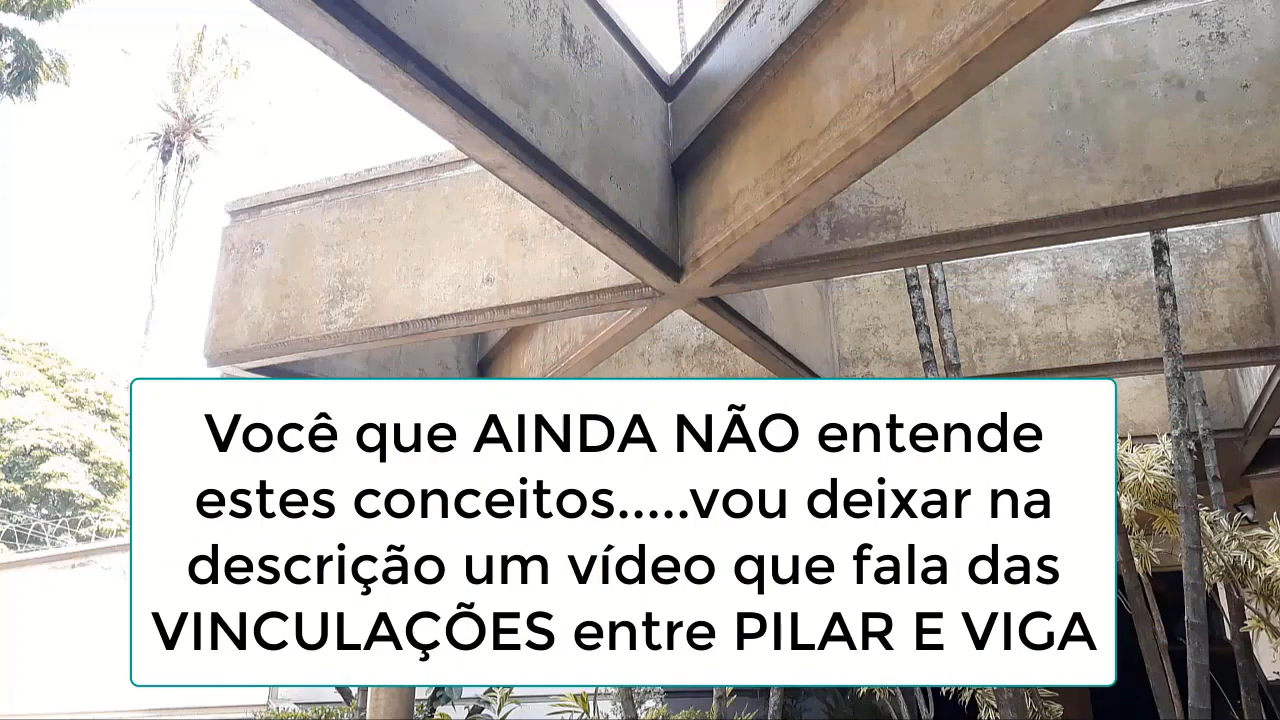 Você que AINDA NÃO entende
estes conceitos.....vou deixar na
descrição um vídeo que fala das
VINCULAÇÕES entre PILAR E VIGA